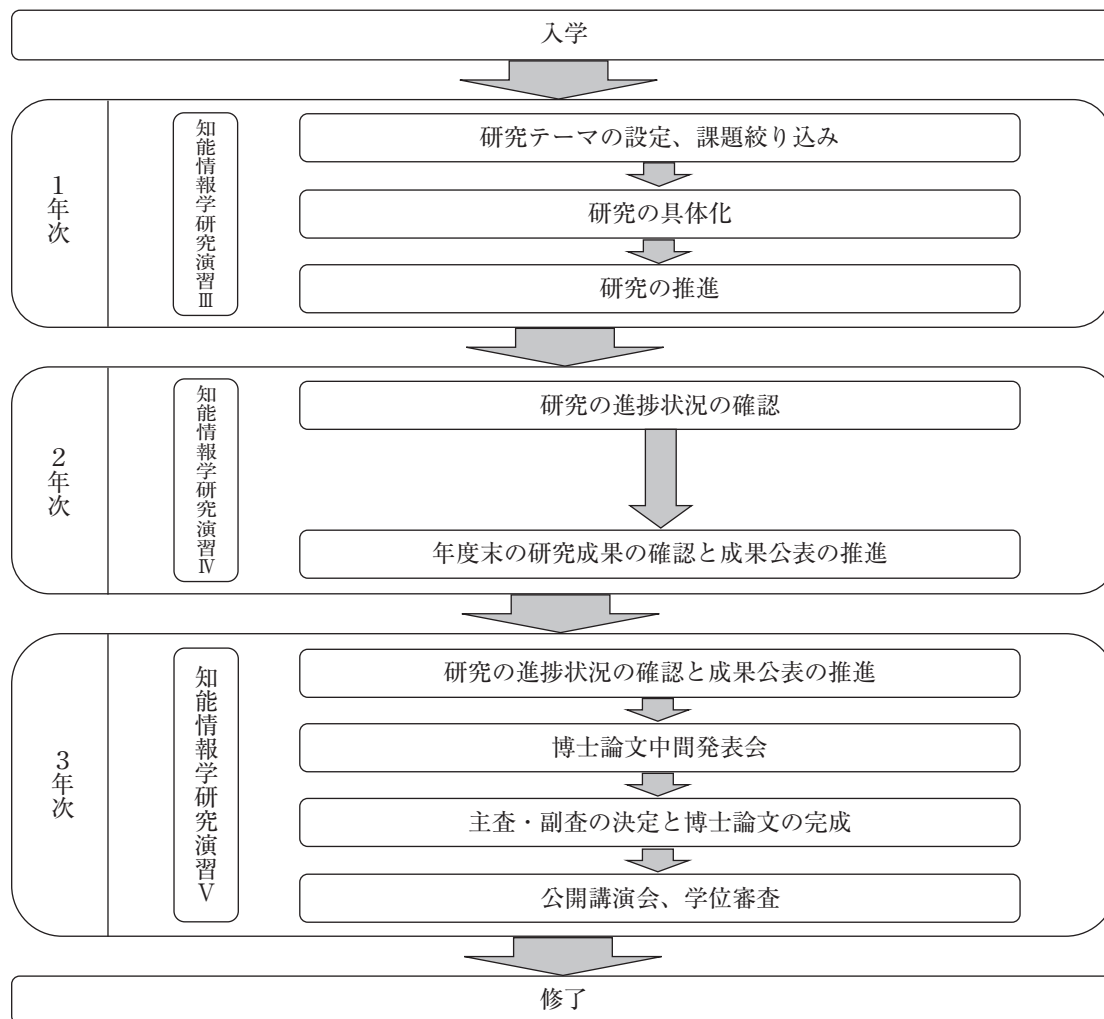 入学
1年次
知能情報学研究演習Ⅲ
研究テーマの設定、課題絞り込み
研究の具体化
研究の推進
2年次
知能情報学研究演習Ⅳ
研究の進捗状況の確認
年度末の研究成果の確認と成果公表の推進
3年次
知能情報学研究演習Ⅴ
研究の進捗状況の確認と成果公表の推進
博士論文中間発表会
主査・副査の決定と博士論文の完成
公開講演会、学位審査
修了